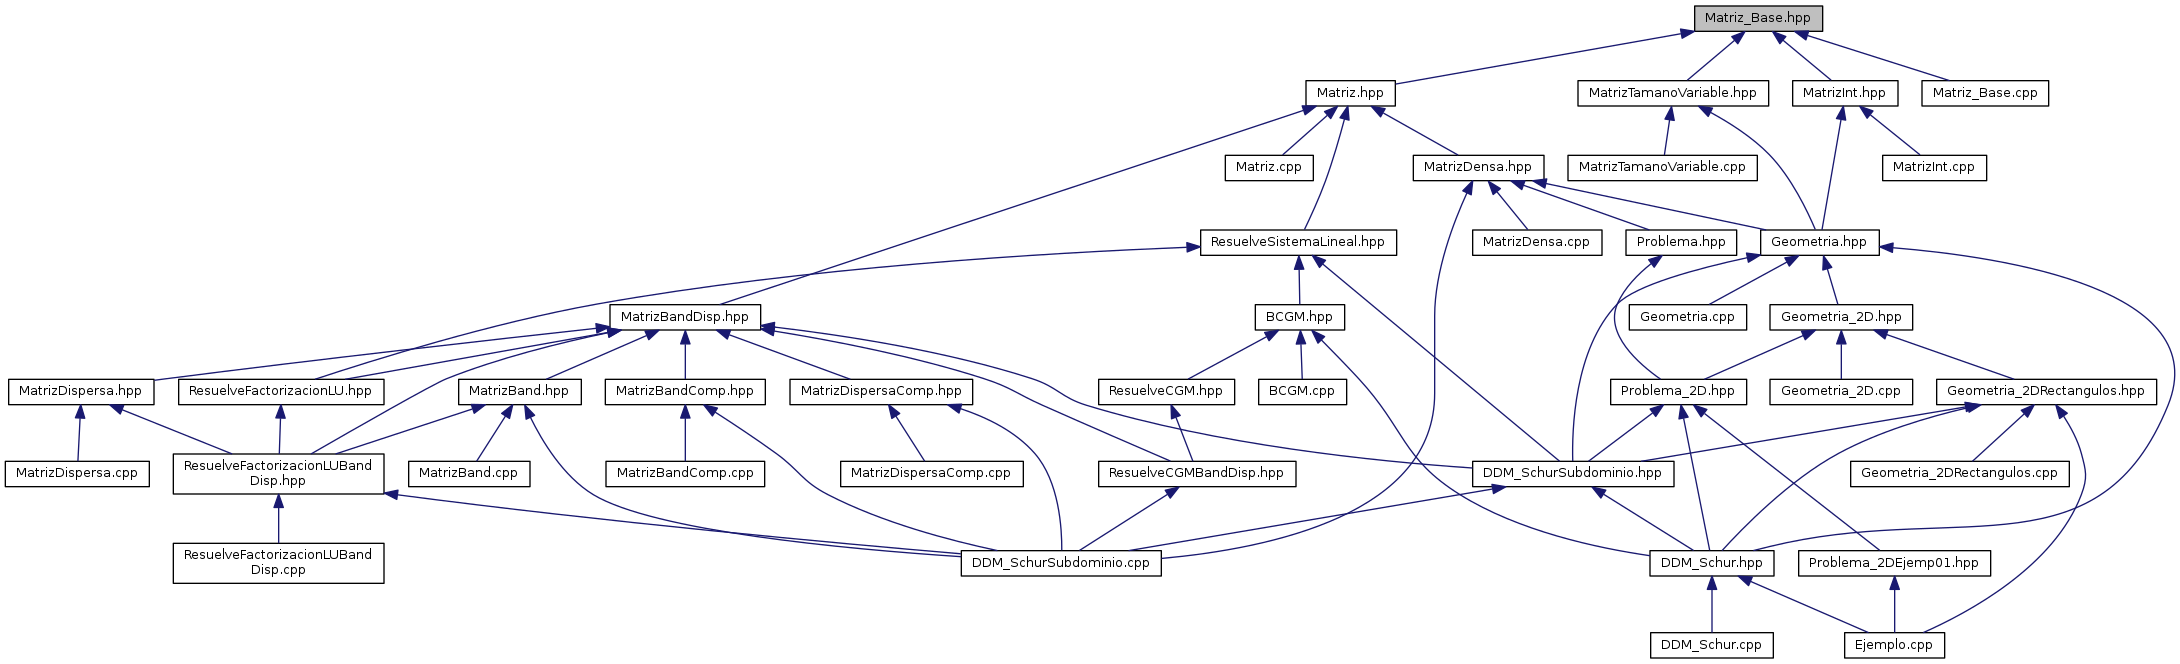 Matriz_Base.hpp
Matriz.hpp
MatrizTamanoVariable.hpp
MatrizInt.hpp
Matriz_Base.cpp
Matriz.cpp
MatrizDensa.hpp
MatrizTamanoVariable.cpp
MatrizInt.cpp
ResuelveSistemaLineal.hpp
MatrizDensa.cpp
Problema.hpp
Geometria.hpp
MatrizBandDisp.hpp
BCGM.hpp
Geometria.cpp
Geometria_2D.hpp
MatrizDispersa.hpp
ResuelveFactorizacionLU.hpp
MatrizBand.hpp
MatrizBandComp.hpp
MatrizDispersaComp.hpp
ResuelveCGM.hpp
BCGM.cpp
Problema_2D.hpp
Geometria_2D.cpp
Geometria_2DRectangulos.hpp
MatrizDispersa.cpp
ResuelveFactorizacionLUBand
Disp.hpp
MatrizBand.cpp
MatrizBandComp.cpp
MatrizDispersaComp.cpp
ResuelveCGMBandDisp.hpp
DDM_SchurSubdominio.hpp
Geometria_2DRectangulos.cpp
ResuelveFactorizacionLUBand
Disp.cpp
DDM_SchurSubdominio.cpp
DDM_Schur.hpp
Problema_2DEjemp01.hpp
DDM_Schur.cpp
Ejemplo.cpp